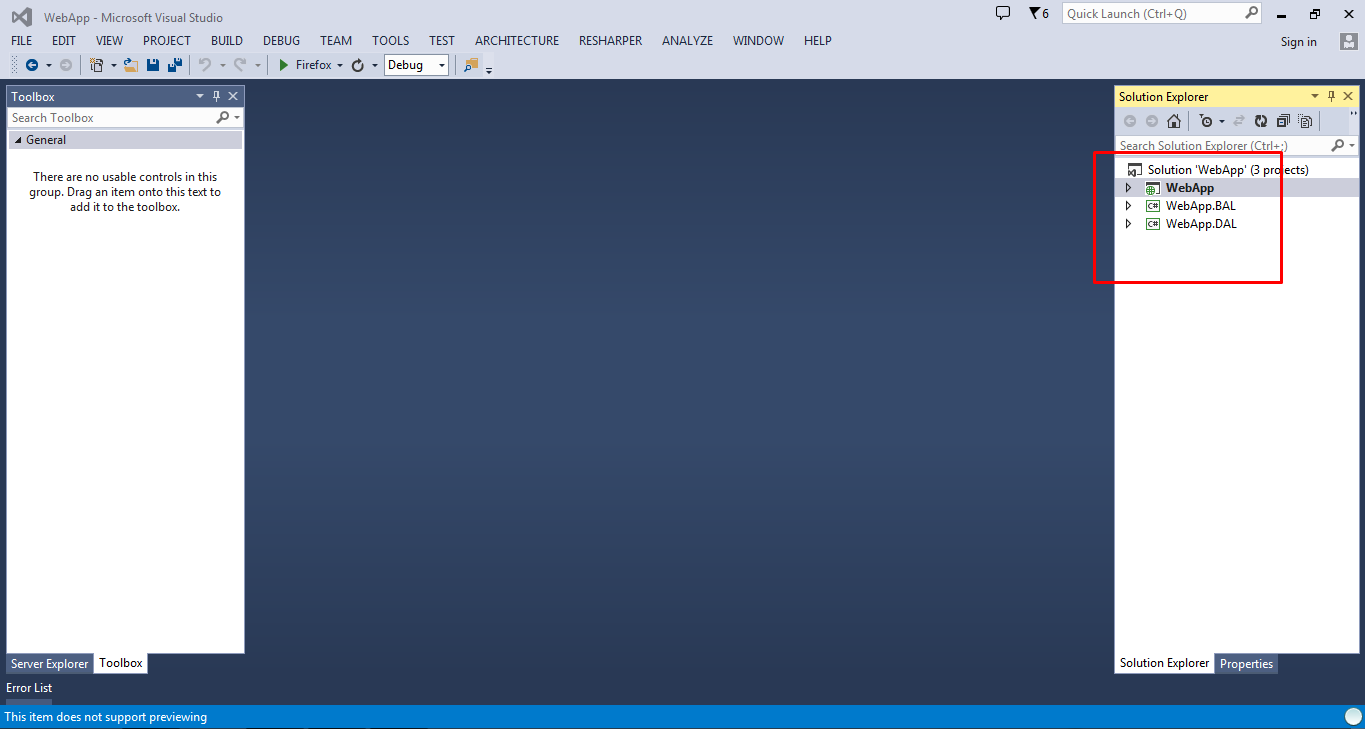 WebApp - Microsoft Visual Studio
6
Quick Launch (Ctrl+Q)
FILE EDIT VIEW PROJECT BUILD DEBUG TEAM TOOLS TEST ARCHITECTURE RESHARPER ANALYZE WINDOW HELP
Sign in
Firefox
Debug
Toolbox
Search Toolbox
General
There are no usable controls in this
group. Drag an item onto this text to
add it to the toolbox.
Server Explorer
Toolbox
Solution Explorer
Search Solution Explorer (Ctrl+;)
Solution 'WebApp' (3 projects)
WebApp
C# WebApp.BAL
C# WebApp.DAL
Solution Explorer
Properties
Error List
This item does not support previewing